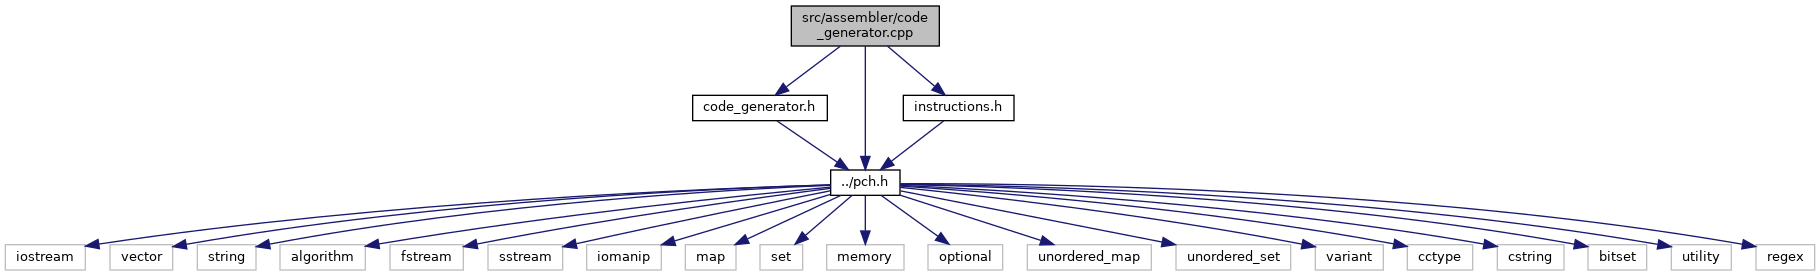 src/assembler/code
_generator.cpp
code_generator.h
instructions.h
../pch.h
iostream
vector
string
algorithm
fstream
sstream
iomanip
map
set
memory
optional
unordered_map
unordered_set
variant
cctype
cstring
bitset
utility
regex